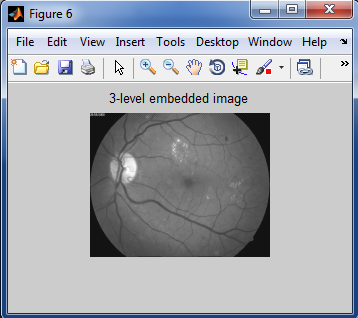 Figure 6
File Edit View Insert Tools Desktop Window Help
3-level embedded image